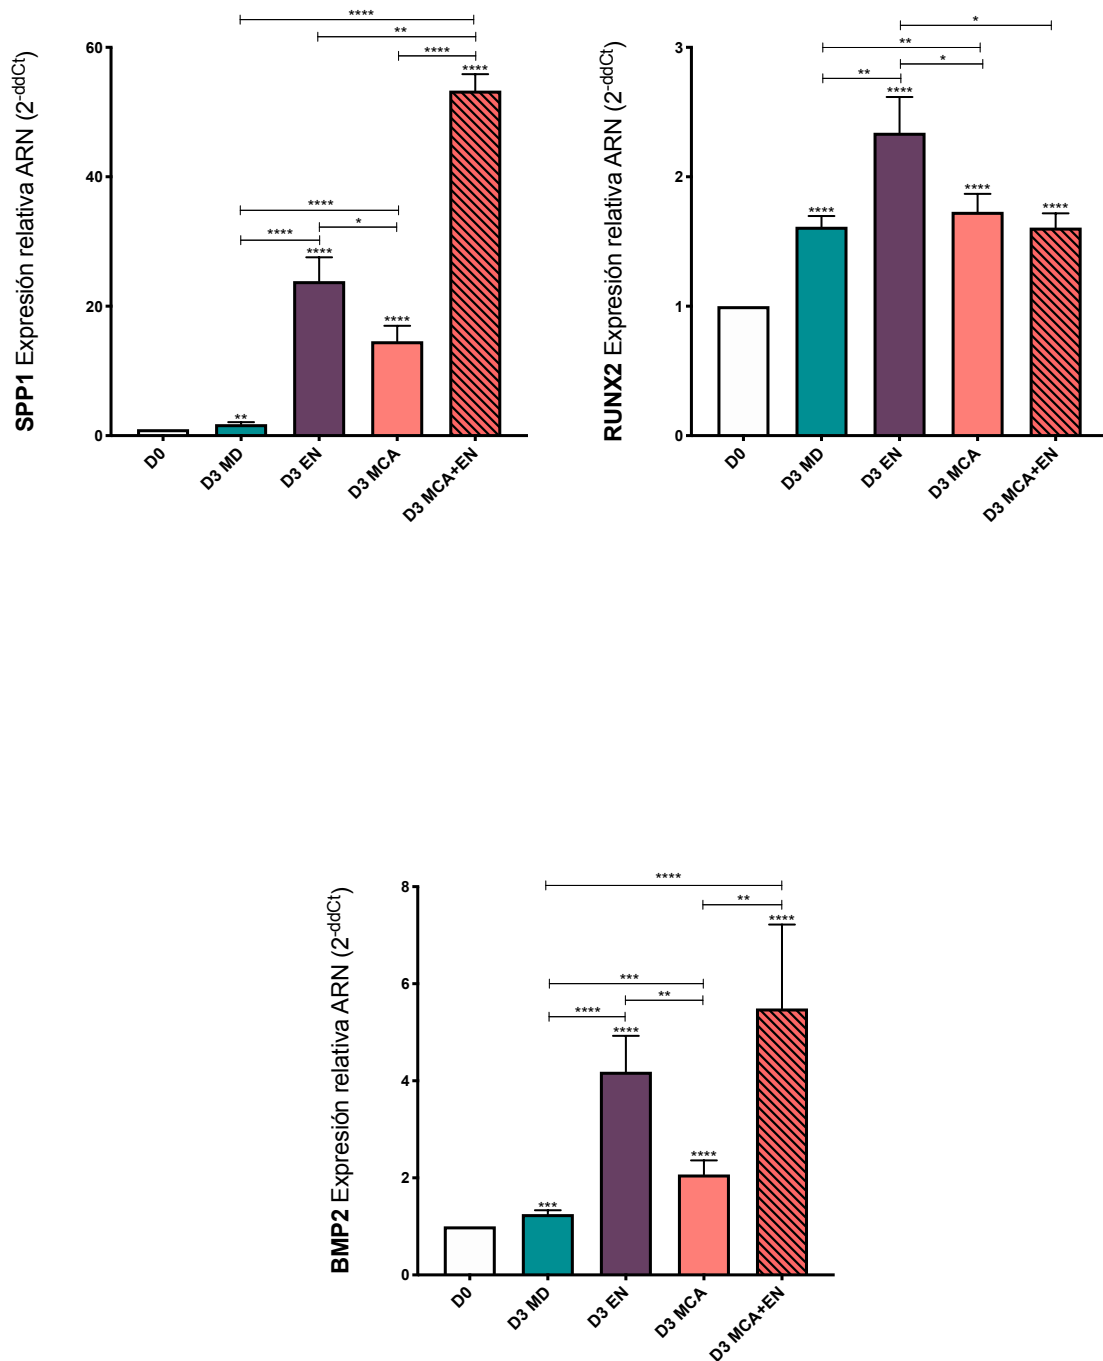 ****
**
****
****
60
40
20
0
****
*
****
****
****
**
SPP1 Expresión relativa ARN (2^-ddCt)
D0
D3 MD
D3 EN
D3 MCA
D3 MCA+EN
*
**
*
**
****
3
2
1
0
****
****
****
RUNX2 Expresión relativa ARN (2^-ddCt)
D0
D3 MD
D3 EN
D3 MCA
D3 MCA+EN
****
**
****
8
6
4
2
0
***
**
****
****
****
***
BMP2 Expresión relativa ARN (2^-ddCt)
D0
D3 MD
D3 EN
D3 MCA
D3 MCA+EN